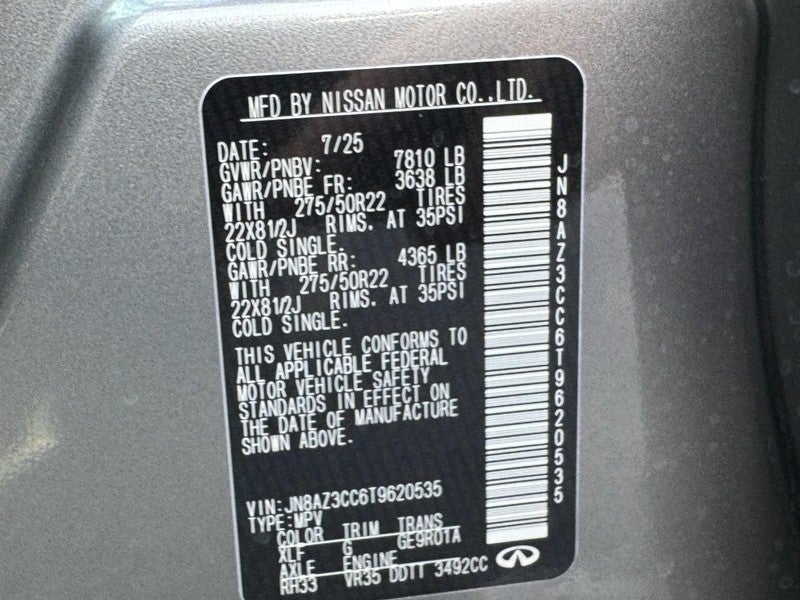 MFD BY NISSAN MOTOR CO.,LTD.
DATE: 7/25
GVWR/PNBV: 7810 LB
GAWR/PNBE FR: 3638 LB
WITH 275/50R22 TIRES
22X81/2J RIMS. AT 35PSI
COLD SINGLE.
GAWR/PNBE RR: 4365 LB
WITH 275/50R22 TIRES
22X81/2J RIMS. AT 35PSI
COLD SINGLE.
THIS VEHICLE CONFORMS TO
ALL APPLICABLE FEDERAL
MOTOR VEHICLE SAFETY
STANDARDS IN EFFECT ON
THE DATE OF MANUFACTURE
SHOWN ABOVE.
VIN:JN8AZ3CC6T9620535
TYPE:MPV
COLOR TRIM TRANS
XLF G GE9R01A
AXLE ENGINE
RH33 VR35 DDTT 3492CC
JN8AZ3CC6T9620535